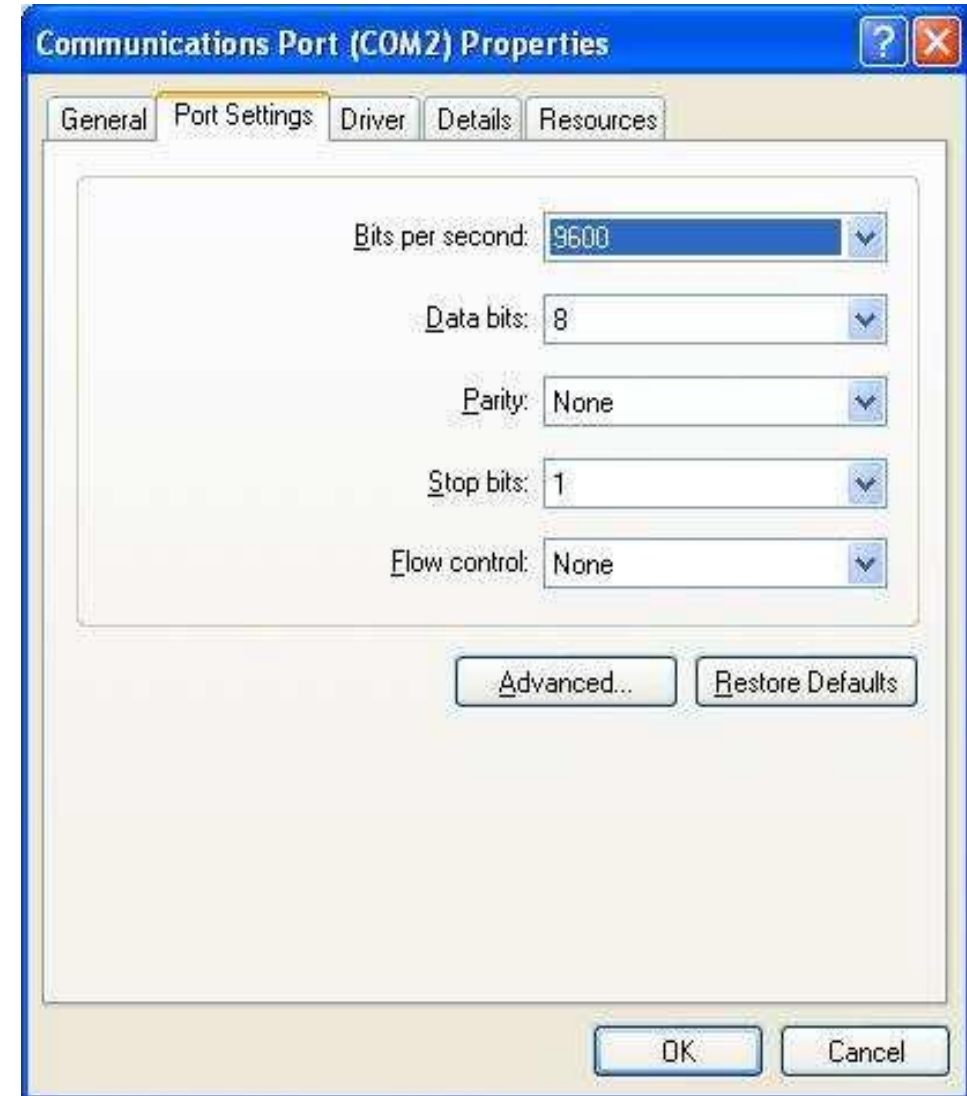 Communications Port (COM2) Properties
General Port Settings Driver Details Resources
Bits per second: 9600
Data bits: 8
Parity: None
Stop bits: 1
Flow control: None
Advanced... Restore Defaults
OK Cancel